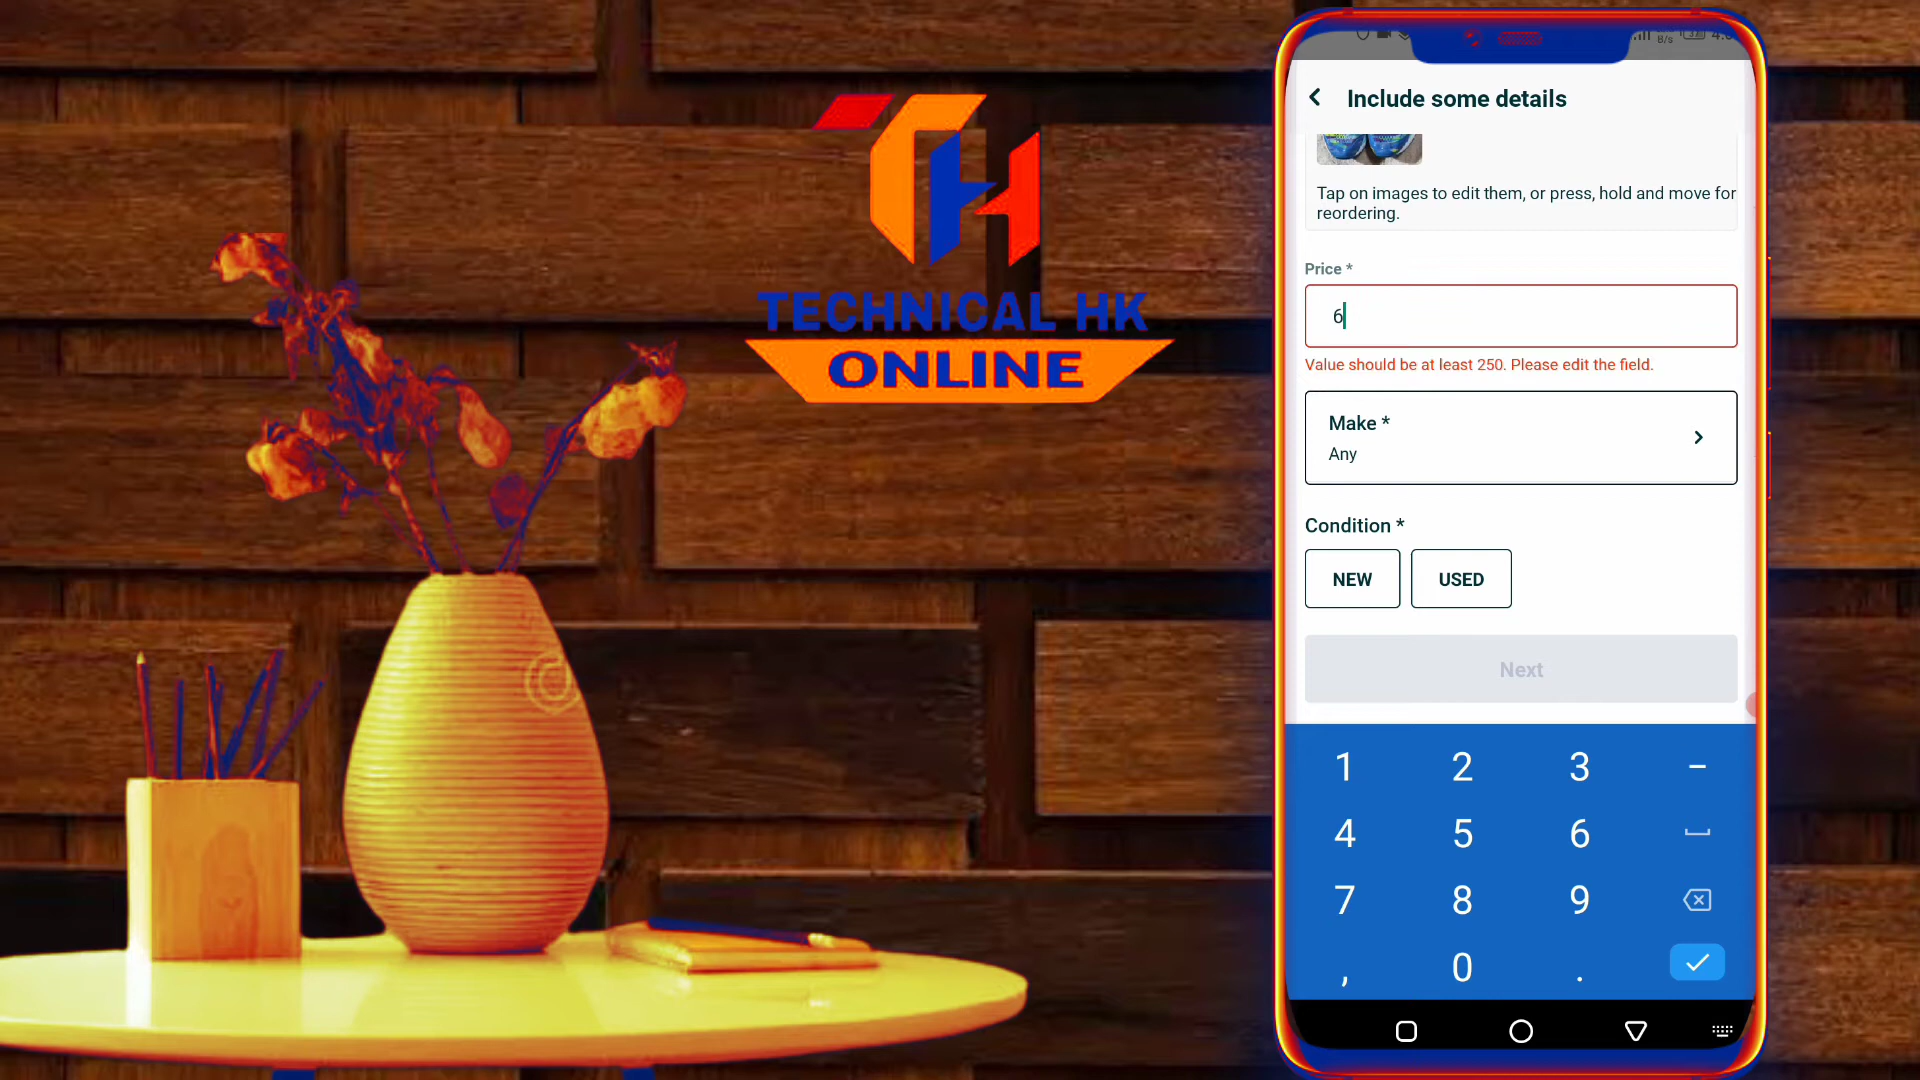 TECHNICAL HK
ONLINE
B/s
Include some details
Tap on images to edit them, or press, hold and move for
reordering.
Price *
6
Value should be at least 250. Please edit the field.
Make *
Any
Condition *
NEW
USED
Next
1 2 3 -
4 5 6
7 8 9
, 0 .